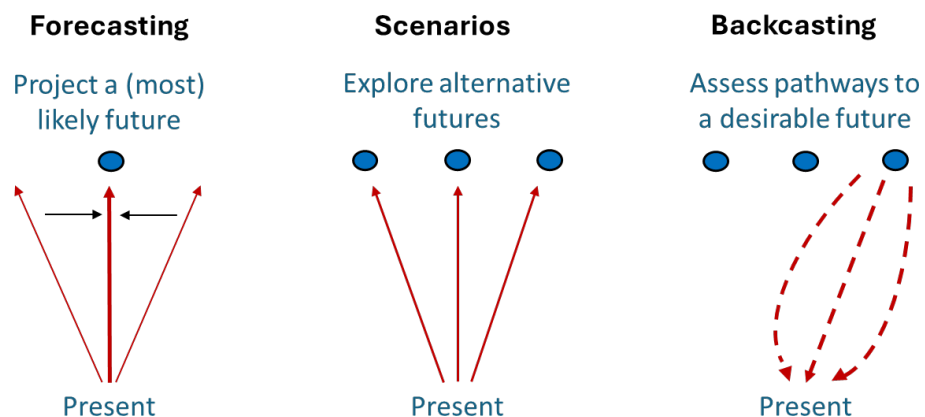 Forecasting
Project a (most)
likely future
Present
Scenarios
Explore alternative
futures
Present
Backcasting
Assess pathways to
a desirable future
Present